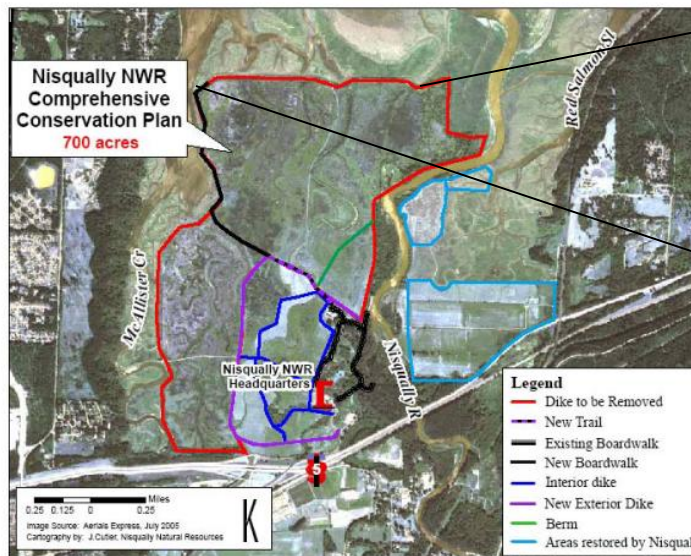 Nisqually NWR
Comprehensive
Conservation Plan
700 acres
Red Salmon Sl
McAllister Cr
Nisqually NWR
Headquarters
Nisqually R
5
Legend
Dike to be Removed
New Trail
Existing Boardwalk
New Boardwalk
Interior dike
New Exterior Dike
Berm
Areas restored by Nisqual
Miles
0.25 0.125 0 0.25
Image Source: Aerials Express, July 2005
Cartography by: J.Cutler, Nisqually Natural Resources
K